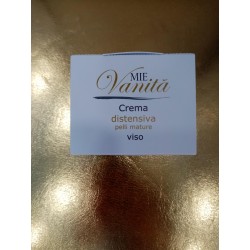 MIE
Vanità
Crema
distensiva
pelli mature
viso